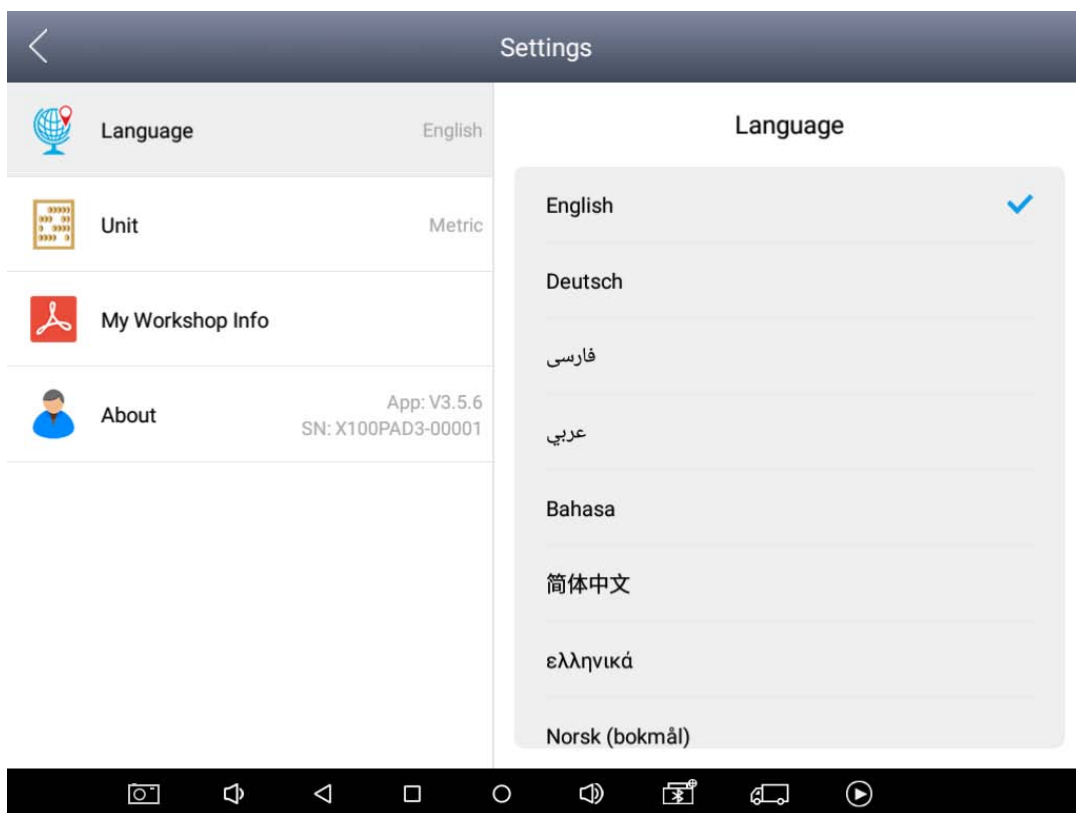 Settings
Language English
Unit Metric
My Workshop Info
About App: V3.5.6
SN: X100PAD3-00001
Language
English
Deutsch
فارسی
عربي
Bahasa
简体中文
ελληνικά
Norsk (bokmål)